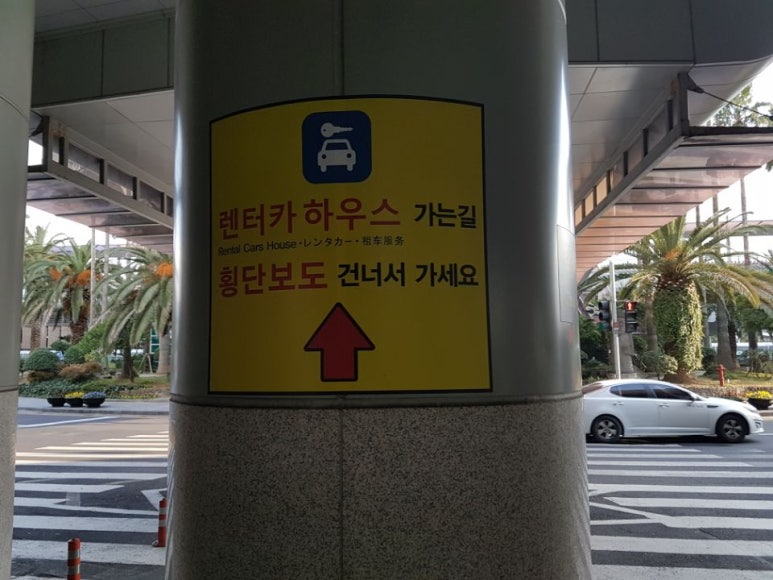 렌터카 하우스 가는길
Rental Cars House·レンタカー·租车服务
횡단보도 건너서 가세요